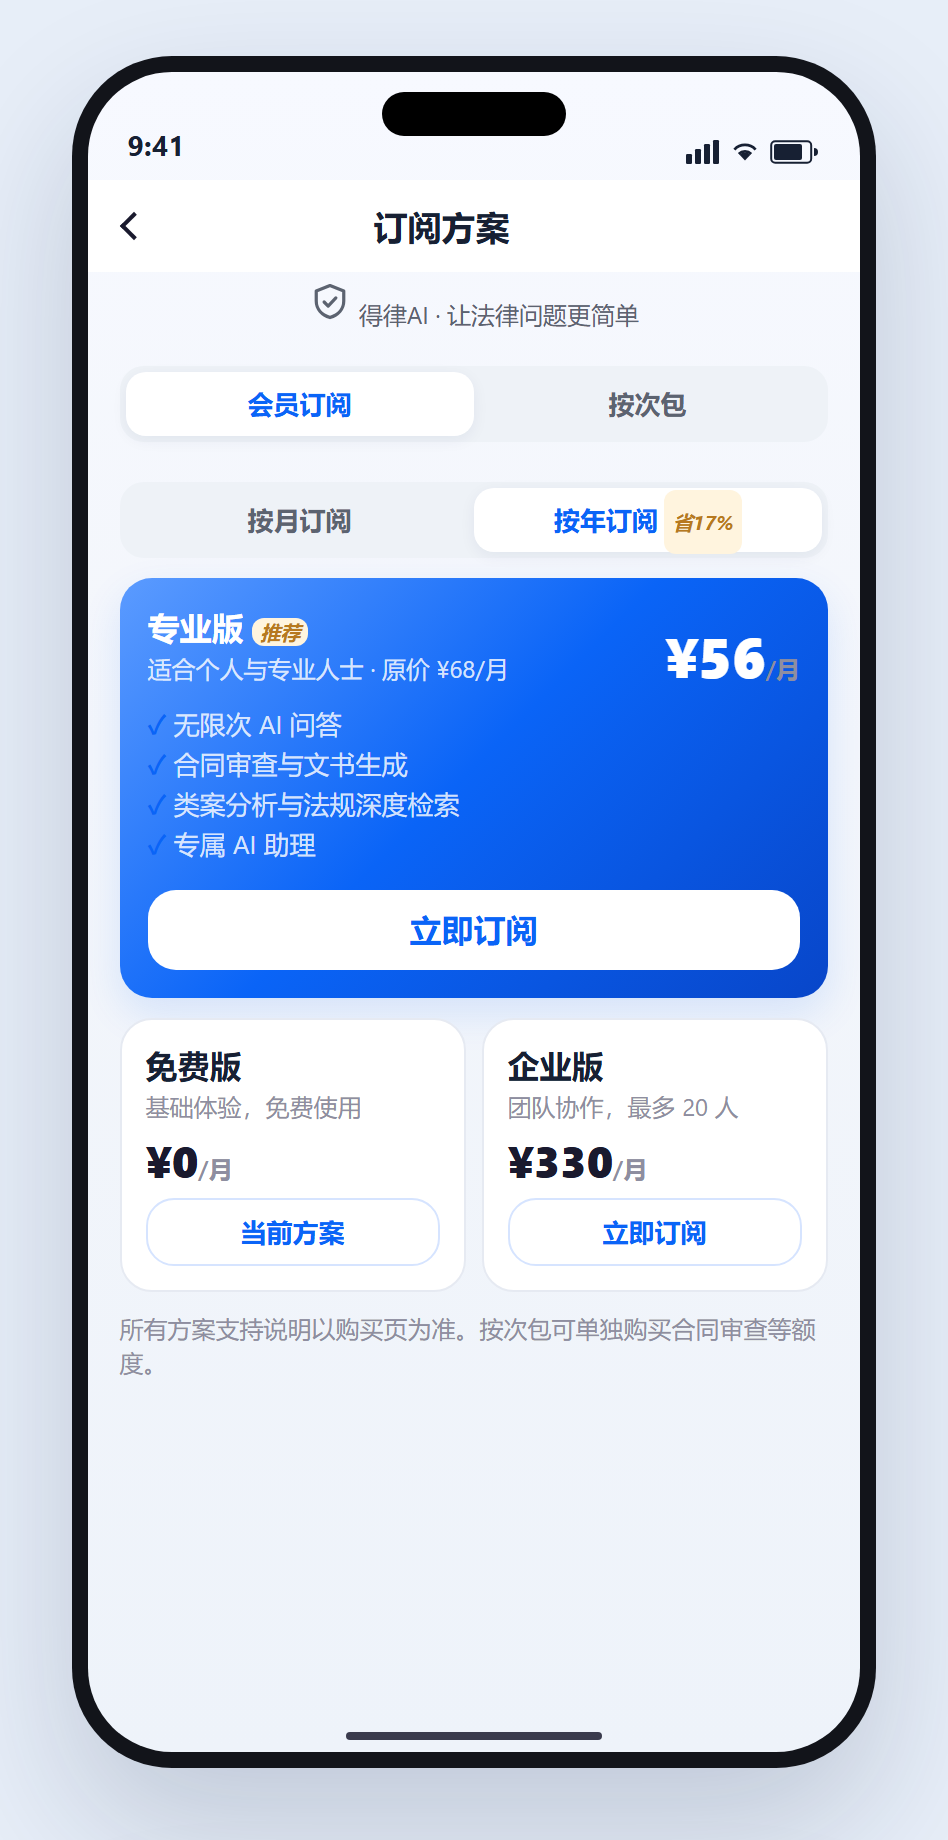 9:41
订阅方案
得律AI · 让法律问题更简单
会员订阅 按次包
按月订阅 按年订阅 省17%
专业版 推荐
适合个人与专业人士 · 原价 ¥68/月
¥56/月
✓ 无限次 AI 问答
✓ 合同审查与文书生成
✓ 类案分析与法规深度检索
✓ 专属 AI 助理
立即订阅
免费版
基础体验，免费使用
¥0/月
当前方案
企业版
团队协作，最多 20 人
¥330/月
立即订阅
所有方案支持说明以购买页为准。按次包可单独购买合同审查等额
度。